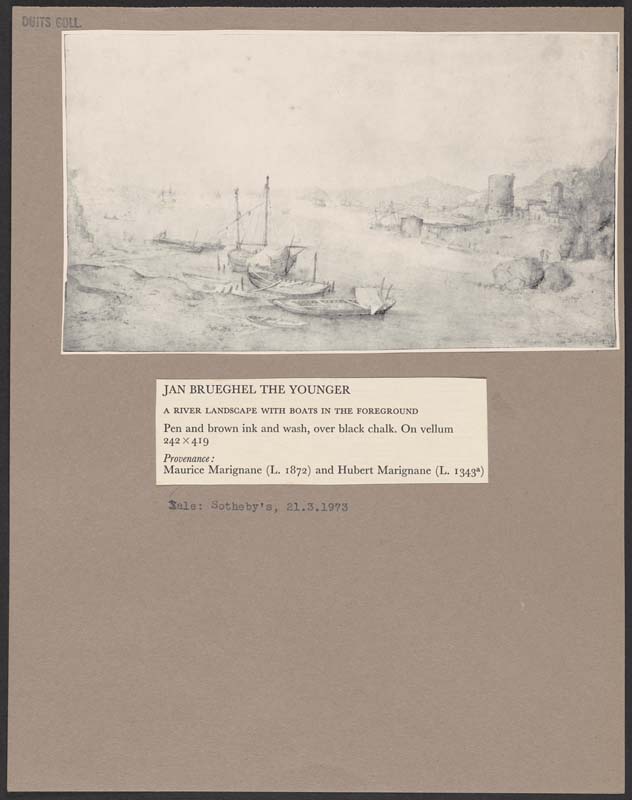 DUITS COLL.
JAN BRUEGHEL THE YOUNGER
A RIVER LANDSCAPE WITH BOATS IN THE FOREGROUND
Pen and brown ink and wash, over black chalk. On vellum
242 × 419
Provenance:
Maurice Marignane (L. 1872) and Hubert Marignane (L. 1343ª)
Sale: Sotheby's, 21.3.1973